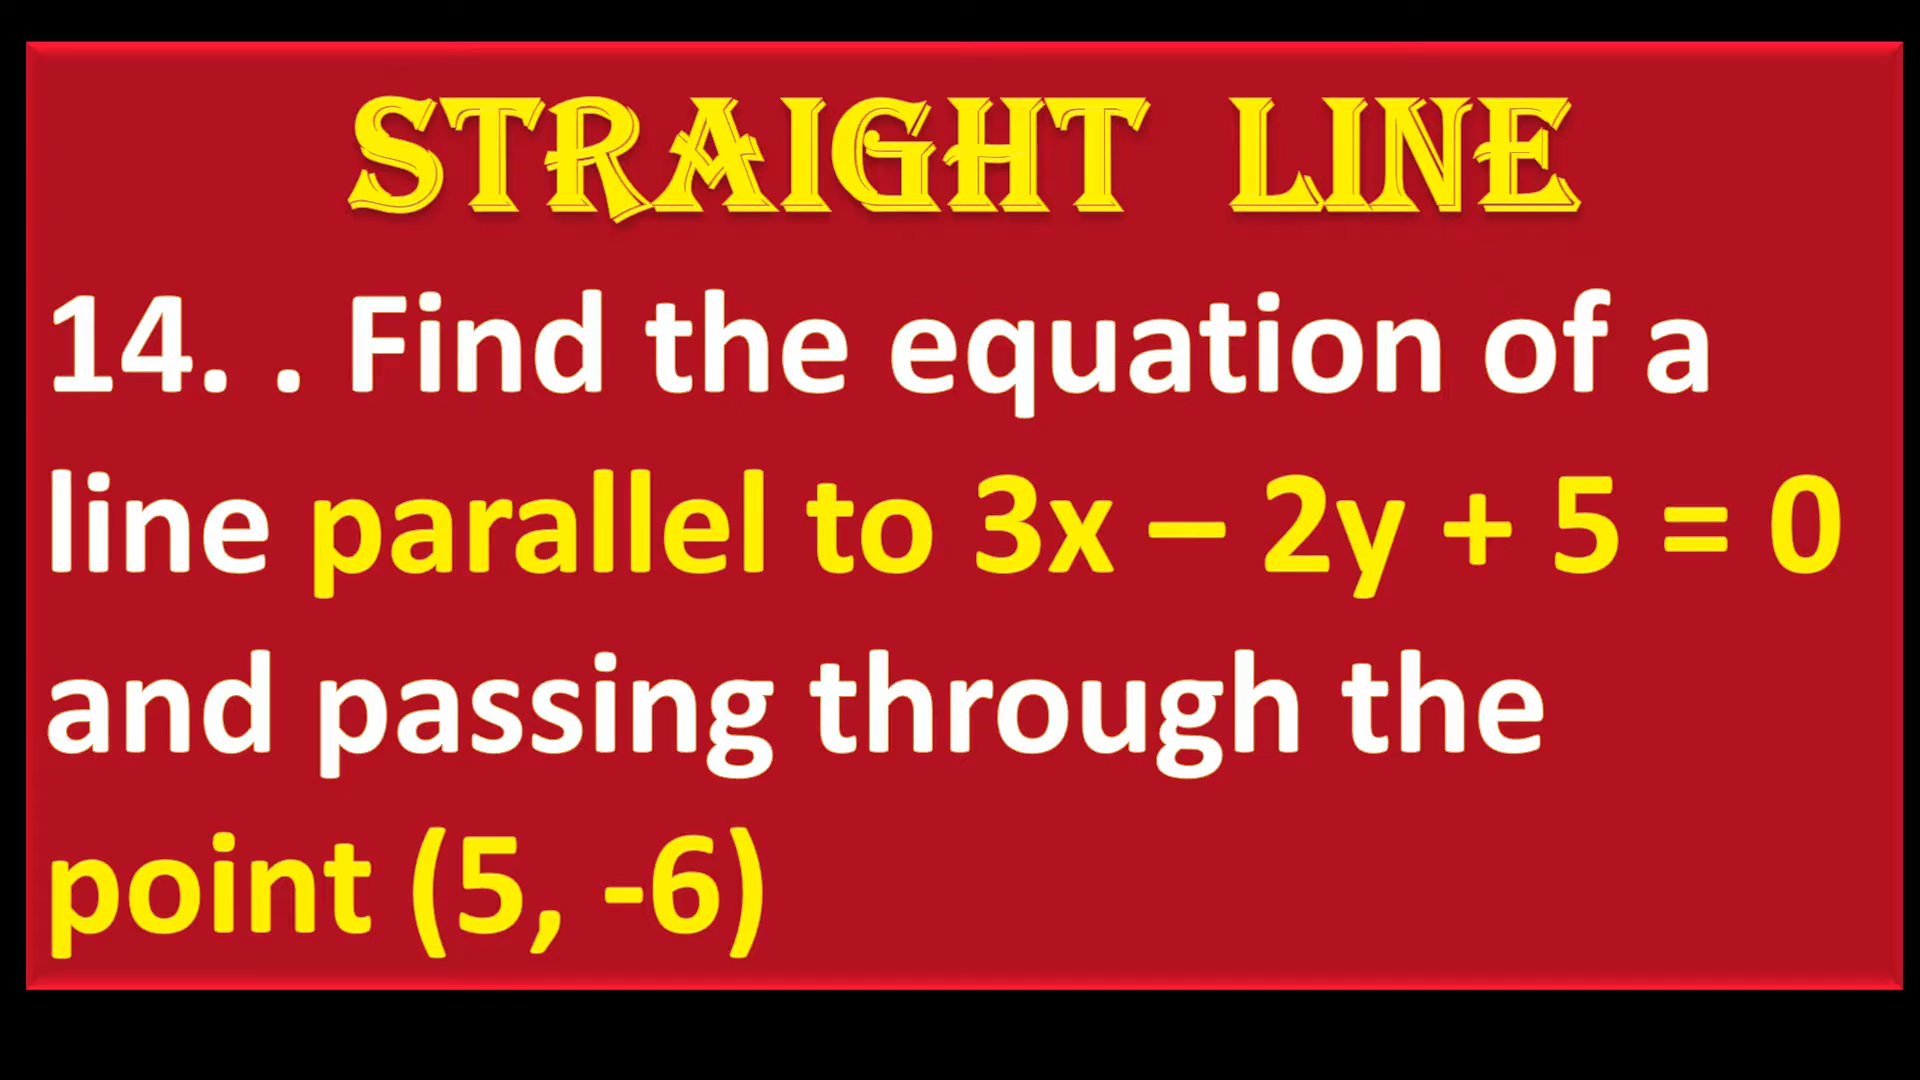 STRAIGHT LINE
14. . Find the equation of a
line parallel to 3x – 2y + 5 = 0
and passing through the
point (5, -6)